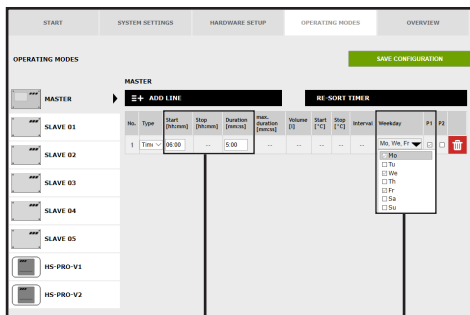 START SYSTEM SETTINGS HARDWARE SETUP OPERATING MODES OVERVIEW
OPERATING MODES
SAVE CONFIGURATION
MASTER
ADD LINE RE-SORT TIMER
MASTER
SLAVE 01
SLAVE 02
SLAVE 03
SLAVE 04
SLAVE 05
HS-PRO-V1
HS-PRO-V2
No. Type Start [hh:mm] Stop [hh:mm] Duration [mm:ss] max. duration [mm:ss] Volume [l] Start [°C] Stop [°C] Interval Weekday P1 P2
1 Time 06:00 -- 5:00 -- -- -- -- -- Mo, We, Fr
Mo
Tu
We
Th
Fr
Sa
Su